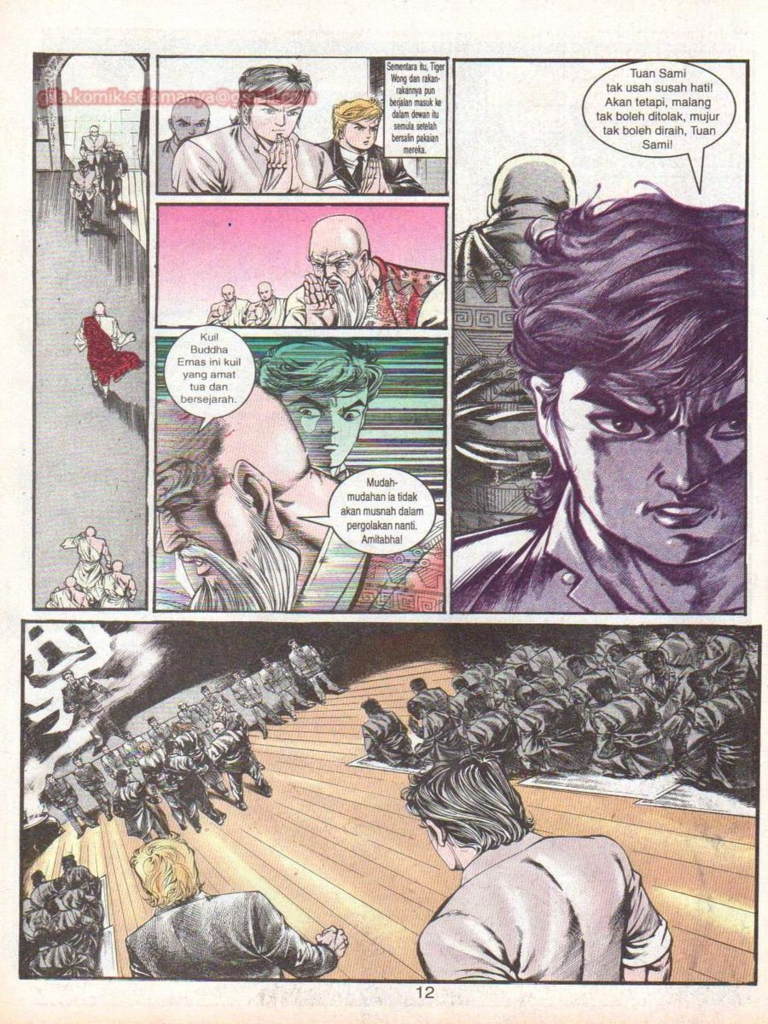 gila.komik.selamanya@gmail.com
Sementara itu, Tiger
Wong dan rakan-
rakannya pun
berjalan masuk ke
dalam dewan itu
semula setelah
bersalin pakaian
mereka.
Kuil
Buddha
Emas ini kuil
yang amat
tua dan
bersejarah.
Mudah-
mudahan ia tidak
akan musnah dalam
pergolakan nanti.
Amitabha!
Tuan Sami
tak usah susah hati!
Akan tetapi, malang
tak boleh ditolak, mujur
tak boleh diraih, Tuan
Sami!
12